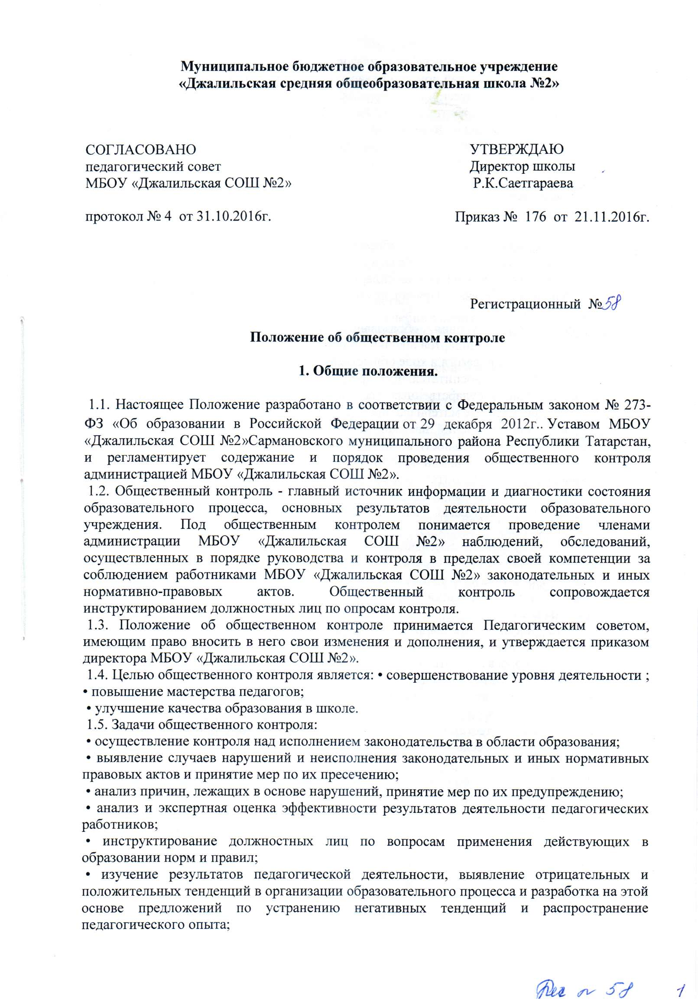 Муниципальное бюджетное образовательное учреждение
«Джалильская средняя общеобразовательная школа №2»
СОГЛАСОВАНО
педагогический совет
МБОУ «Джалильская СОШ №2»
протокол № 4 от 31.10.2016г.
УТВЕРЖДАЮ
Директор школы
Р.К.Саетгараева
Приказ № 176 от 21.11.2016г.
Регистрационный №58
Положение об общественном контроле
1. Общие положения.
1.1. Настоящее Положение разработано в соответствии с Федеральным законом № 273-
ФЗ «Об образовании в Российской Федерации от 29 декабря 2012г.. Уставом МБОУ
«Джалильская СОШ №2»Сармановского муниципального района Республики Татарстан,
и регламентирует содержание и порядок проведения общественного контроля
администрацией МБОУ «Джалильская СОШ №2».
1.2. Общественный контроль - главный источник информации и диагностики состояния
образовательного процесса, основных результатов деятельности образовательного
учреждения. Под общественным контролем понимается проведение членами
администрации МБОУ «Джалильская СОШ №2» наблюдений, обследований,
осуществленных в порядке руководства и контроля в пределах своей компетенции за
соблюдением работниками МБОУ «Джалильская СОШ №2» законодательных и иных
нормативно-правовых актов. Общественный контроль сопровождается
инструктированием должностных лиц по опросам контроля.
1.3. Положение об общественном контроле принимается Педагогическим советом,
имеющим право вносить в него свои изменения и дополнения, и утверждается приказом
директора МБОУ «Джалильская СОШ №2».
1.4. Целью общественного контроля является: • совершенствование уровня деятельности ;
• повышение мастерства педагогов;
• улучшение качества образования в школе.
1.5. Задачи общественного контроля:
• осуществление контроля над исполнением законодательства в области образования;
• выявление случаев нарушений и неисполнения законодательных и иных нормативных
правовых актов и принятие мер по их пресечению;
• анализ причин, лежащих в основе нарушений, принятие мер по их предупреждению;
• анализ и экспертная оценка эффективности результатов деятельности педагогических
работников;
• инструктирование должностных лиц по вопросам применения действующих в
образовании норм и правил;
• изучение результатов педагогической деятельности, выявление отрицательных и
положительных тенденций в организации образовательного процесса и разработка на этой
основе предложений по устранению негативных тенденций и распространение
педагогического опыта;
Рег n 58 1